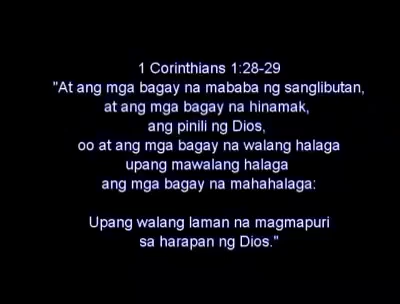 1 Corinthians 1:28-29
"At ang mga bagay na mababa ng sanglibutan,
at ang mga bagay na hinamak,
ang pinili ng Dios,
oo at ang mga bagay na walang halaga
upang mawalang halaga
ang mga bagay na mahahalaga:
Upang walang laman na magmapuri
sa harapan ng Dios."